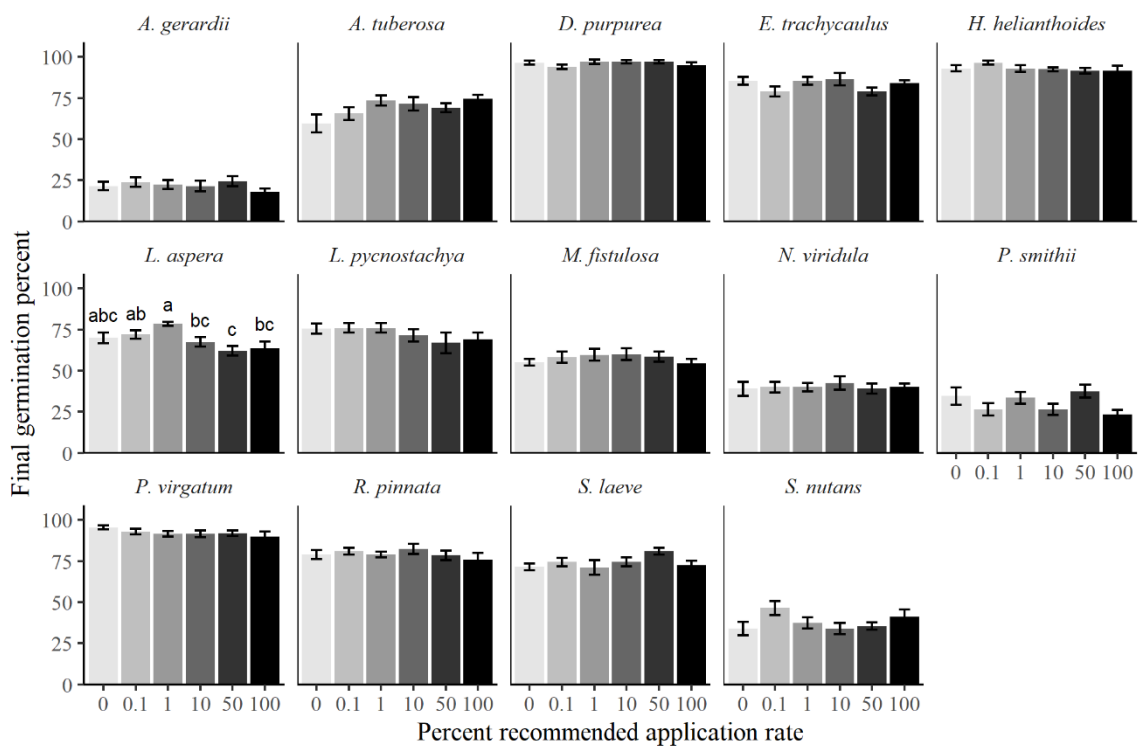 A. gerardii A. tuberosa D. purpurea E. trachycaulus H. helianthoides
100
75
50
25
0
L. aspera L. pycnostachya M. fistulosa N. viridula P. smithii
100
75
50
25
0
abc ab a bc c bc
0 0.1 1 10 50 100
P. virgatum R. pinnata S. laeve S. nutans
100
75
50
25
0
0 0.1 1 10 50 100 0 0.1 1 10 50 100 0 0.1 1 10 50 100 0 0.1 1 10 50 100
Final germination percent
Percent recommended application rate